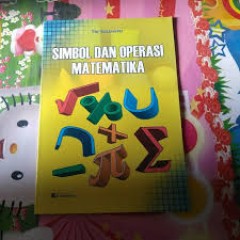 SIMBOL DAN OPERASI
MATEMATIKA
√%U
⊃+
-π∑